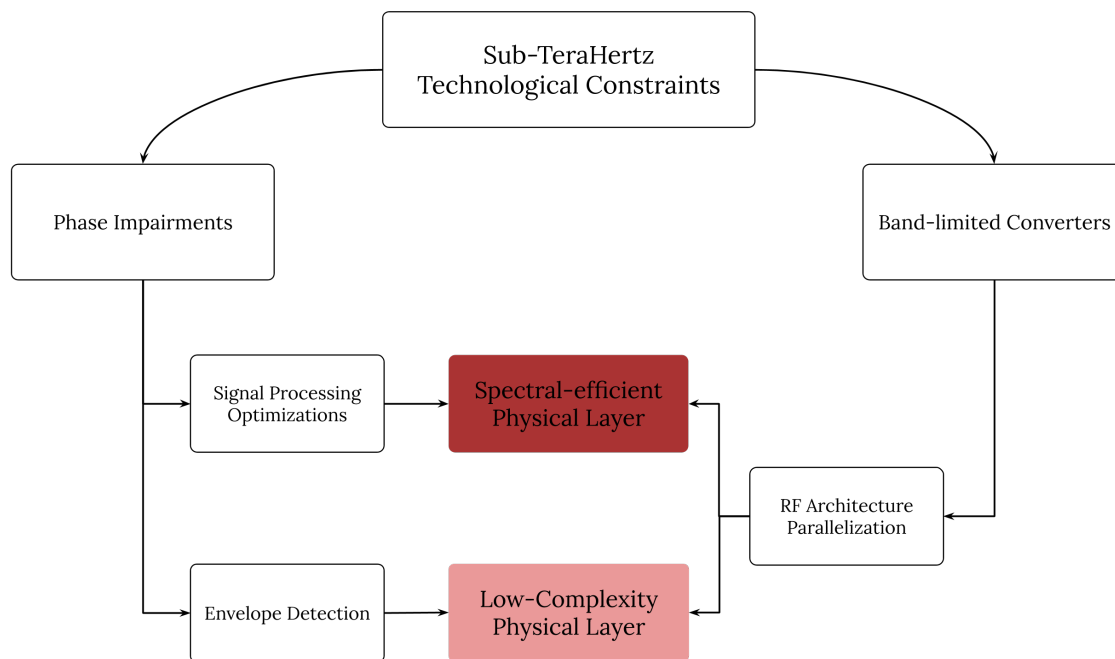 Sub-TeraHertz
Technological Constraints
Phase Impairments
Band-limited Converters
Signal Processing
Optimizations
Spectral-efficient
Physical Layer
RF Architecture
Parallelization
Envelope Detection
Low-Complexity
Physical Layer